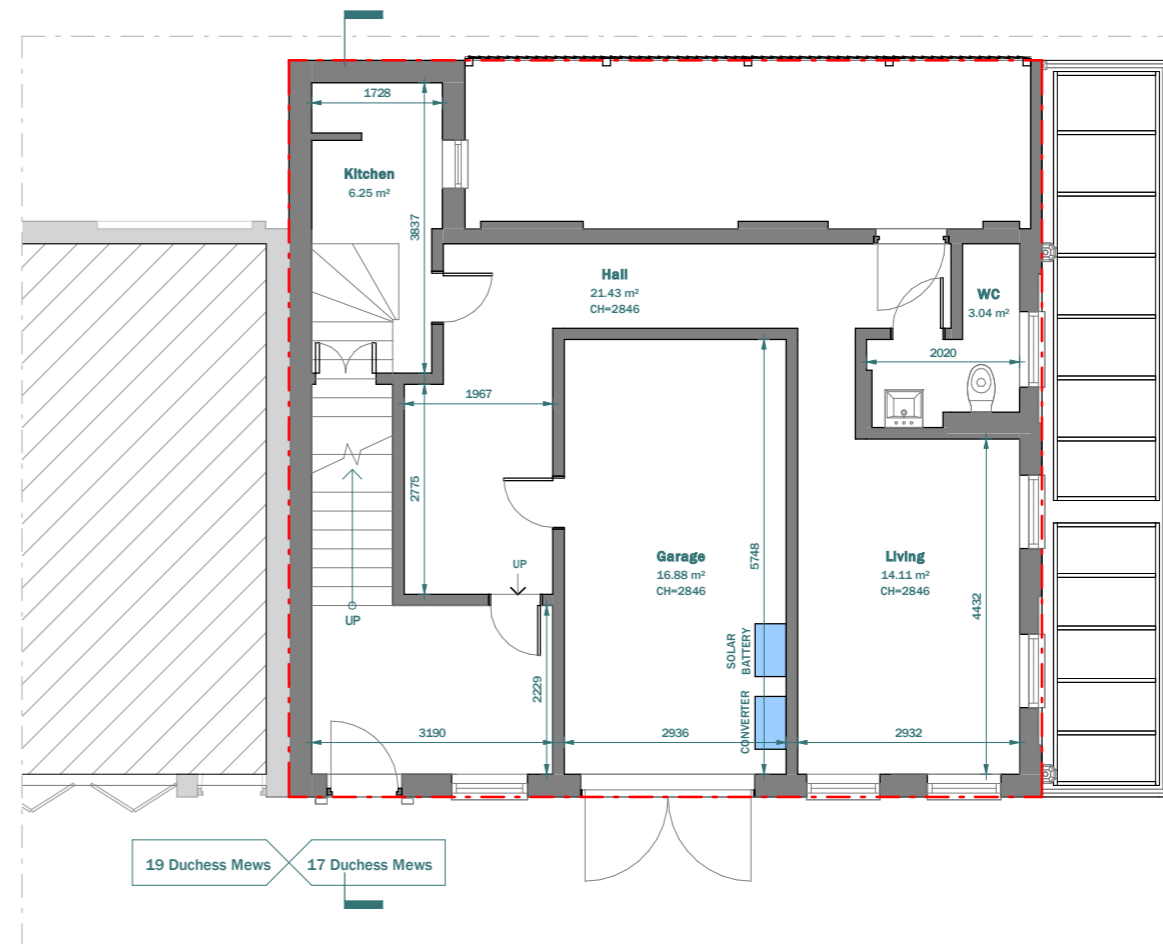 1728
Kitchen
6.25 m²
3837
Hall
21.43 m²
CH=2846
WC
3.04 m²
2020
1967
2775
UP
UP
Garage
16.88 m²
CH=2846
5748
Living
14.11 m²
CH=2846
4432
SOLAR
BATTERY
CONVERTER
2229
3190
2936
2932
19 Duchess Mews
17 Duchess Mews